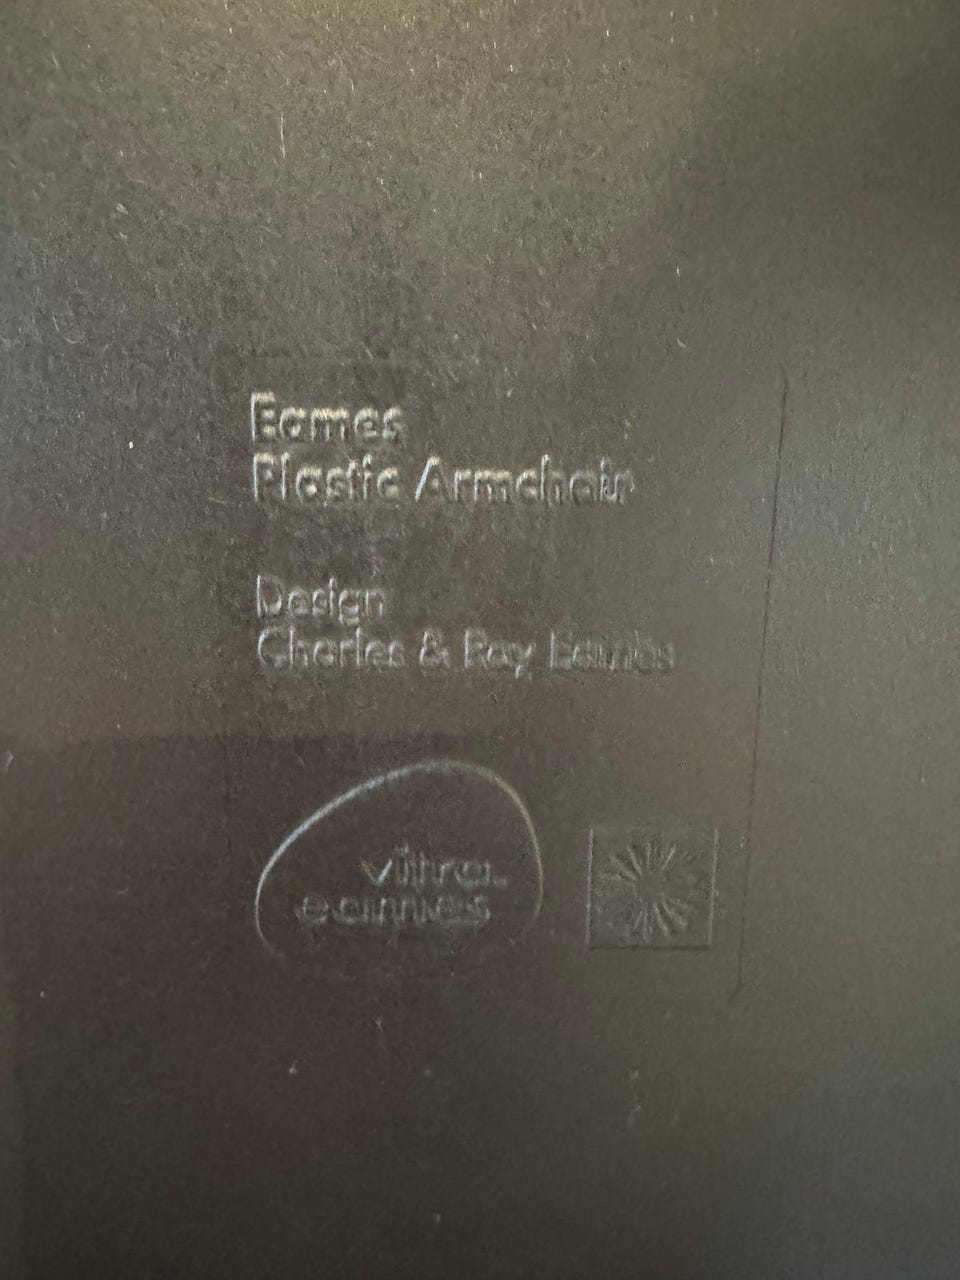 Eames
Plastic Armchair
Design
Charles & Ray Eames
vitra.
eames